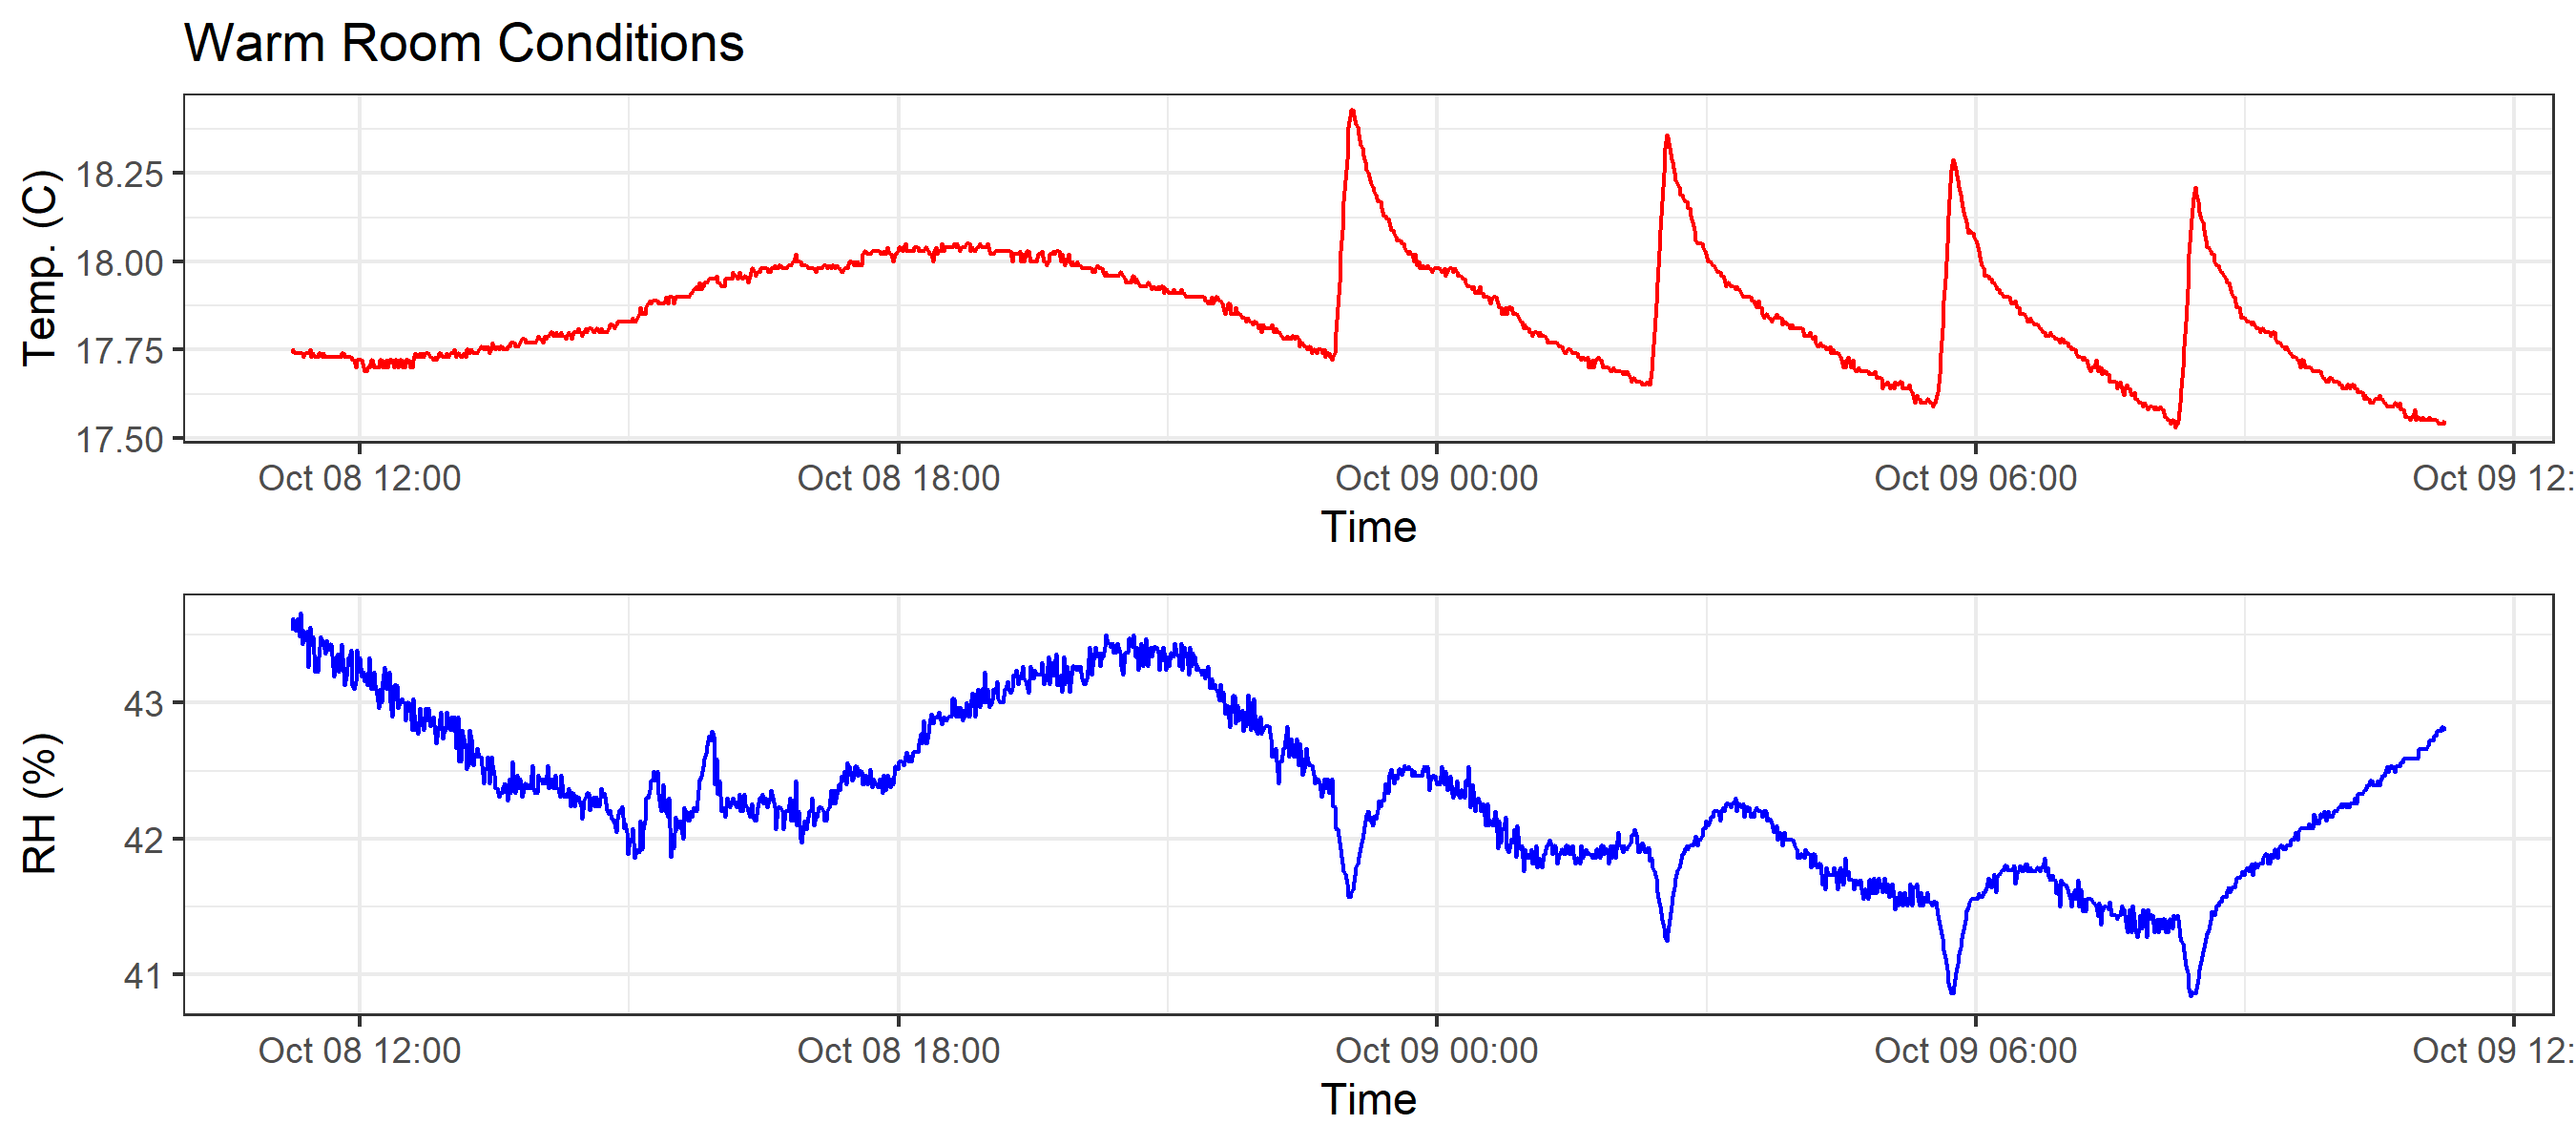 Warm Room Conditions
Temp. (C)
18.25
18.00
17.75
17.50
Oct 08 12:00 Oct 08 18:00 Oct 09 00:00 Oct 09 06:00 Oct 09 12:
Time
RH (%)
43
42
41
Oct 08 12:00 Oct 08 18:00 Oct 09 00:00 Oct 09 06:00 Oct 09 12:
Time